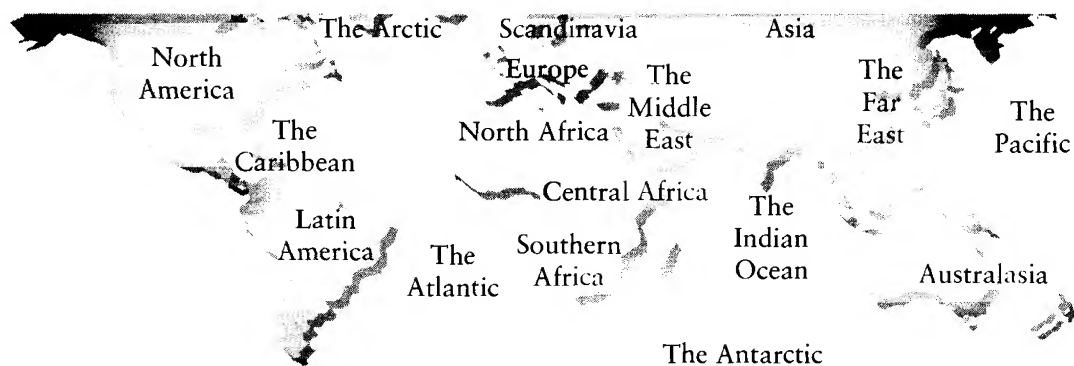 The Arctic
Scandinavia
Asia
North
America
Europe
The
Middle
East
The
Far
East
The
Pacific
The
Caribbean
North Africa
Central Africa
Latin
America
The
Atlantic
Southern
Africa
The
Indian
Ocean
Australasia
The Antarctic